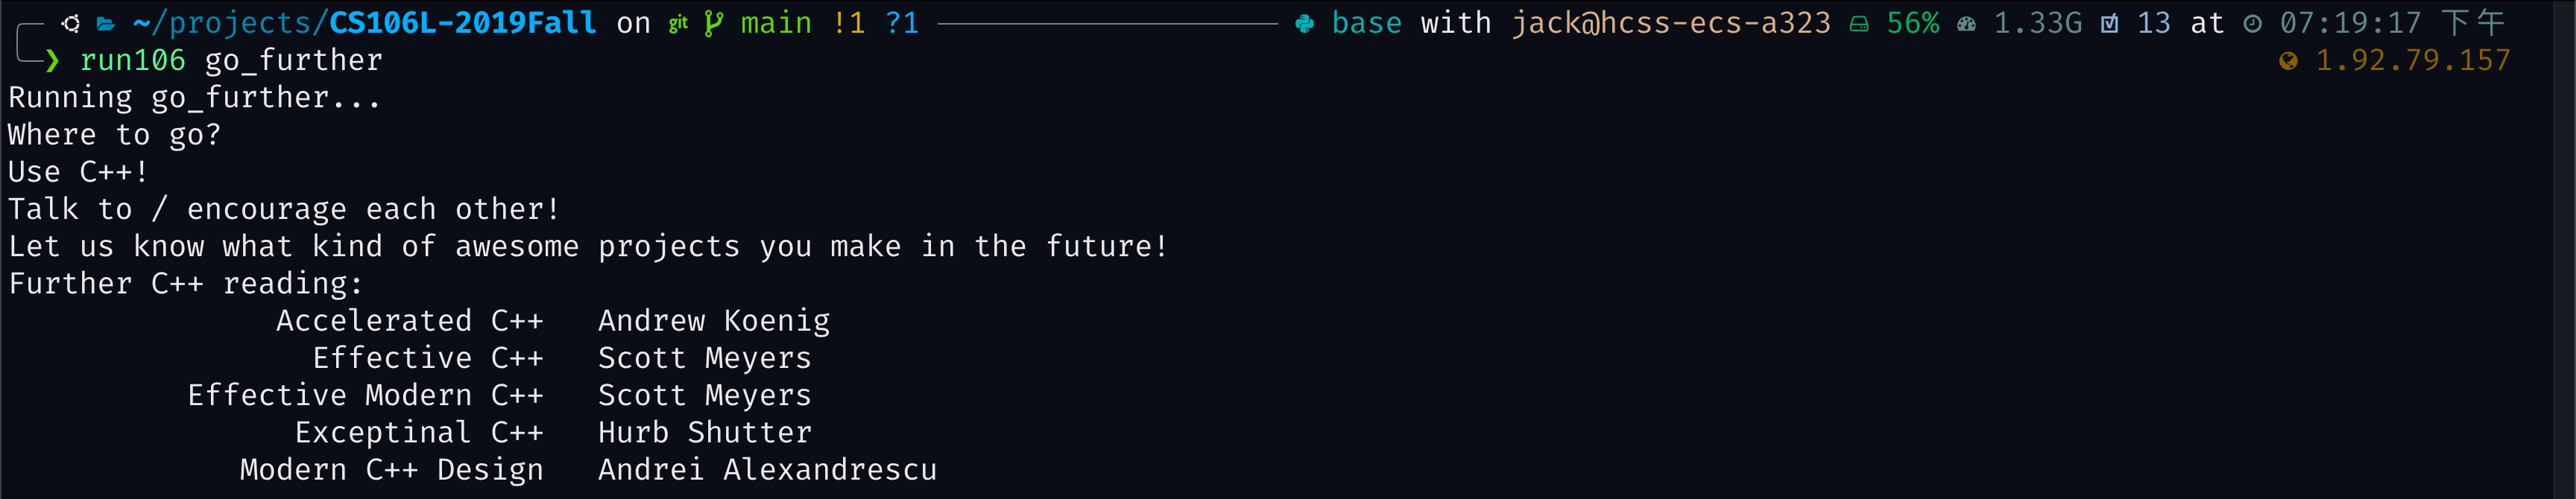 ~/projects/CS106L-2019Fall on git main !1 ?1 base with jack@hcss-ecs-a323 56% 1.33G 13 at 07:19:17 下午
❯ run106 go_further 1.92.79.157
Running go_further...
Where to go?
Use C++!
Talk to / encourage each other!
Let us know what kind of awesome projects you make in the future!
Further C++ reading:
Accelerated C++ Andrew Koenig
Effective C++ Scott Meyers
Effective Modern C++ Scott Meyers
Exceptinal C++ Hurb Shutter
Modern C++ Design Andrei Alexandrescu